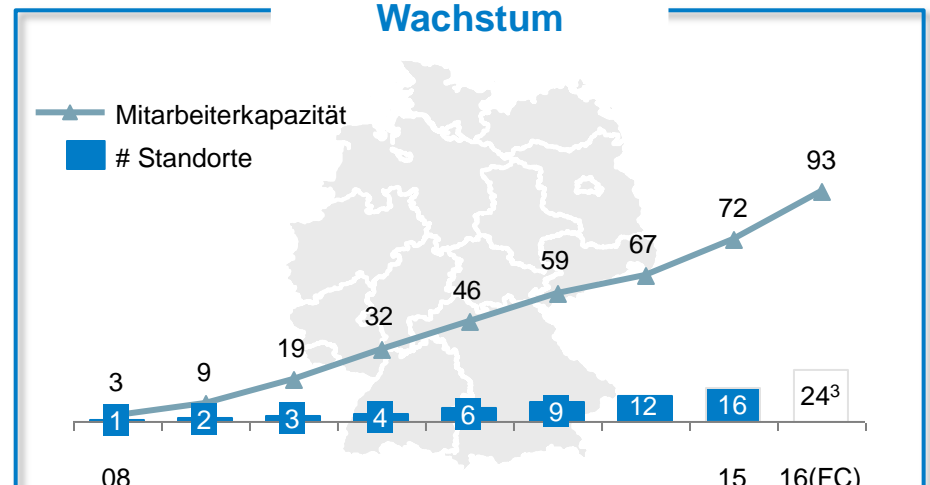 Wachstum
Mitarbeiterkapazität
# Standorte
93
72
67
59
46
32
19
9
3
1 2 3 4 6 9 12 16 24³
08 15 16(FC)